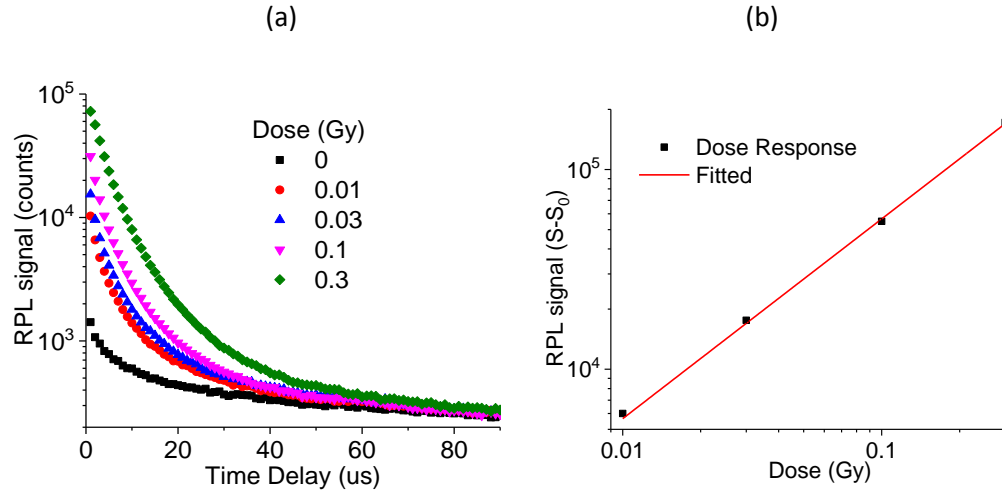 (a)
10^5
10^4
10^3
RPL signal (counts)
Dose (Gy)
0
0.01
0.03
0.1
0.3
0 20 40 60 80
Time Delay (us)
(b)
10^5
10^4
RPL signal (S-S_0)
Dose Response
Fitted
0.01 0.1
Dose (Gy)